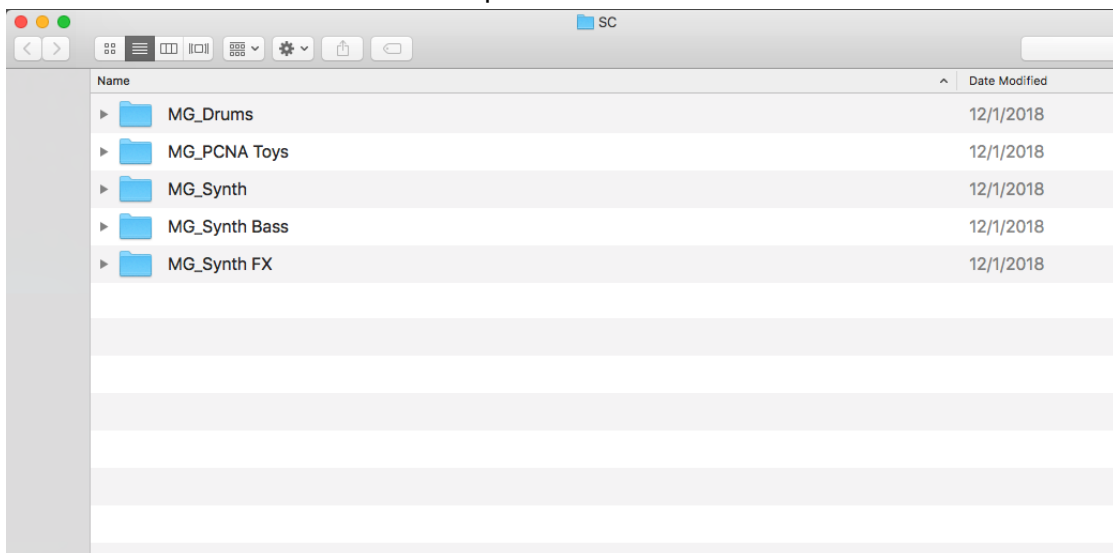 SC
Name Date Modified
MG_Drums 12/1/2018
MG_PCNA Toys 12/1/2018
MG_Synth 12/1/2018
MG_Synth Bass 12/1/2018
MG_Synth FX 12/1/2018